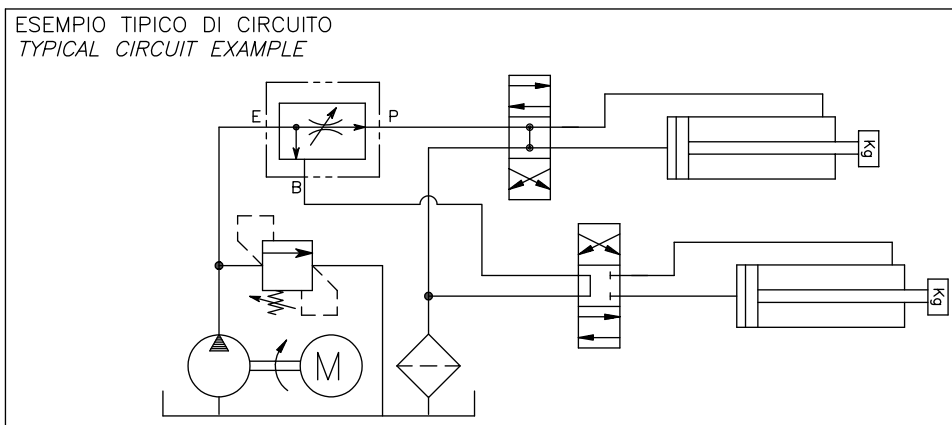 ESEMPIO TIPICO DI CIRCUITO
TYPICAL CIRCUIT EXAMPLE
E
P
B
Kg
Kg
M